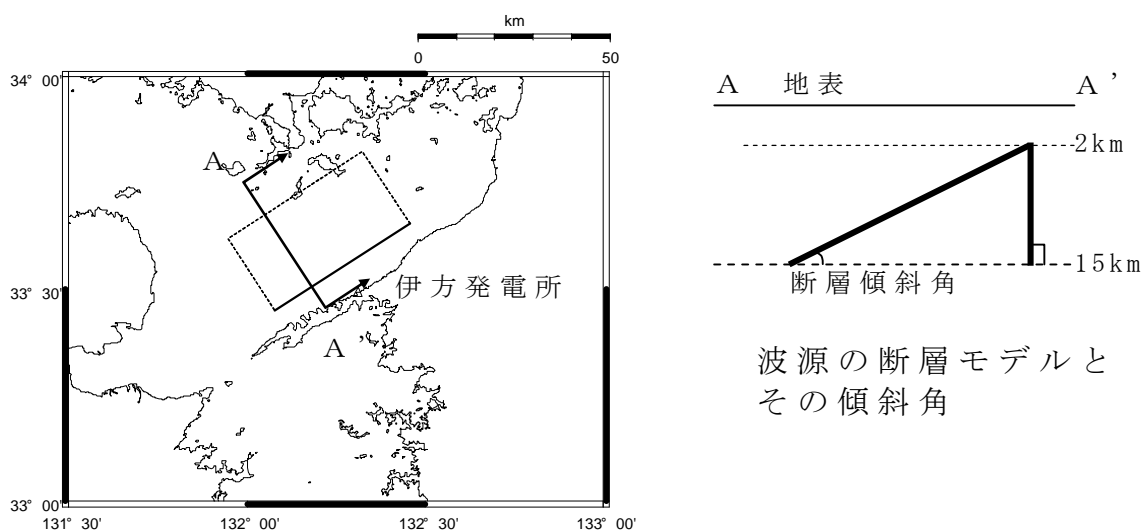 km
0 50
34° 00'
33° 30'
33° 00'
131° 30' 132° 00' 132° 30' 133° 00'
A
伊方発電所
A
A 地表 A'
2km
15km
断層傾斜角
波源の断層モデルと
その傾斜角